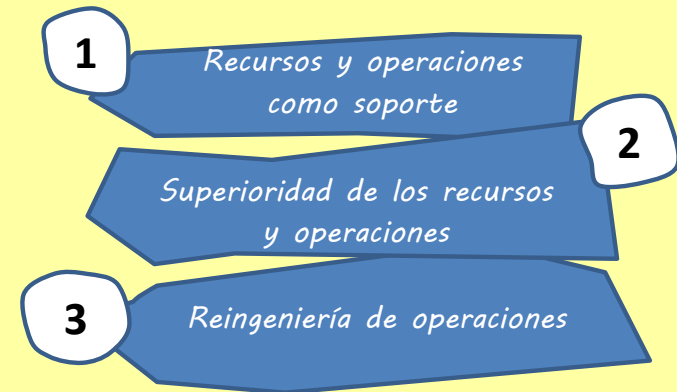 1
Recursos y operaciones
como soporte
2
Superioridad de los recursos
y operaciones
3
Reingeniería de operaciones